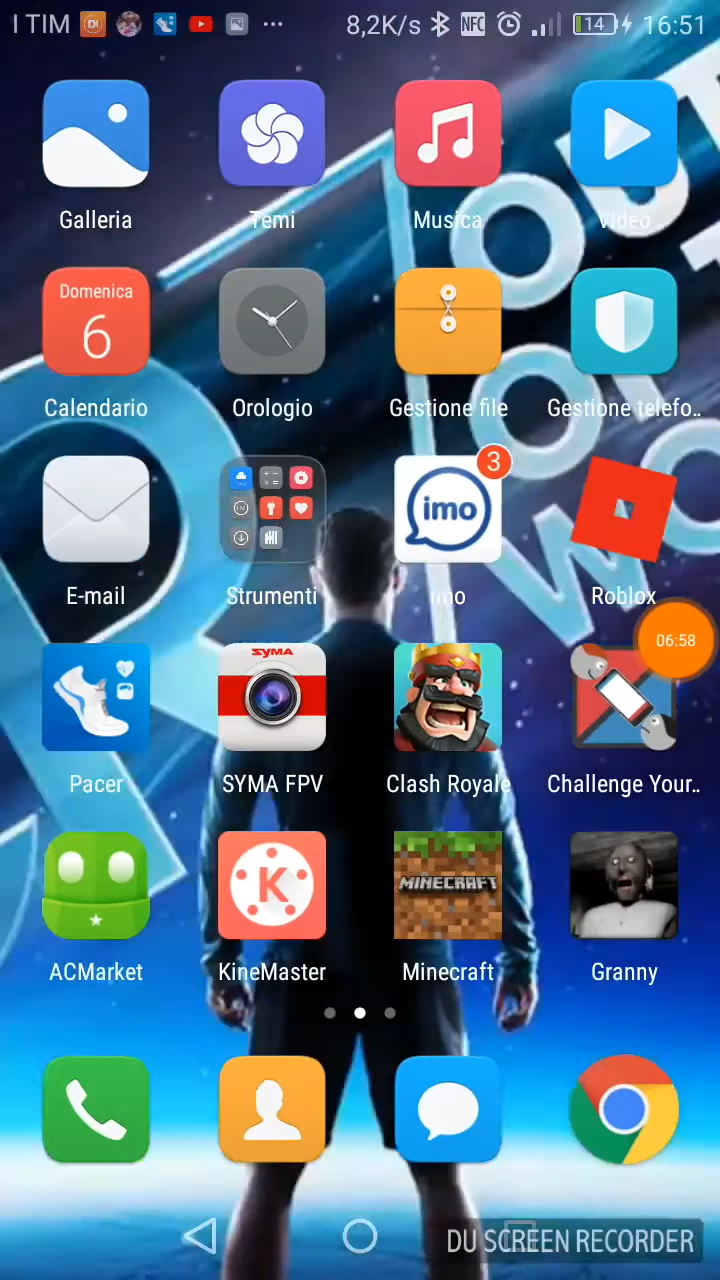 I TIM ... 8,2K/s NFC 14 16:51
Galleria Temi Musica Video
Domenica
6
Calendario Orologio Gestione file Gestione telefo..
imo 3
E-mail Strumenti imo Roblox
06:58
SYMA
Pacer SYMA FPV Clash Royale Challenge Your..
K MINECRAFT
ACMarket KineMaster Minecraft Granny
DU SCREEN RECORDER